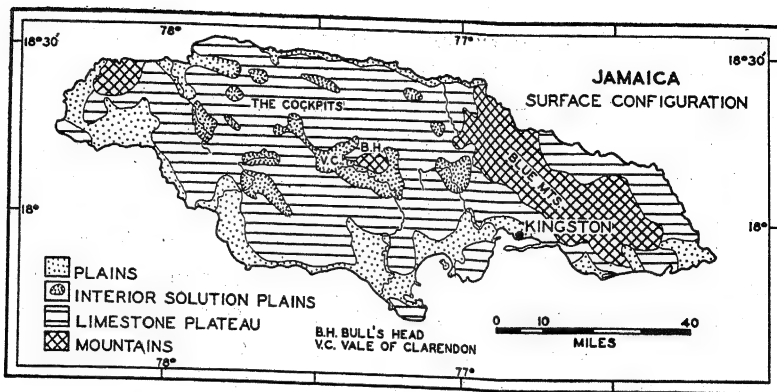 78°
77°
18°30'
18°30'
JAMAICA
SURFACE CONFIGURATION
THE COCKPITS
B.H.
V.C.
BLUE MTS.
KINGSTON
18°
18°
PLAINS
INTERIOR SOLUTION PLAINS
LIMESTONE PLATEAU
MOUNTAINS
B.H. BULL'S HEAD
V.C. VALE OF CLARENDON
0 10 20 40
MILES
78°
77°